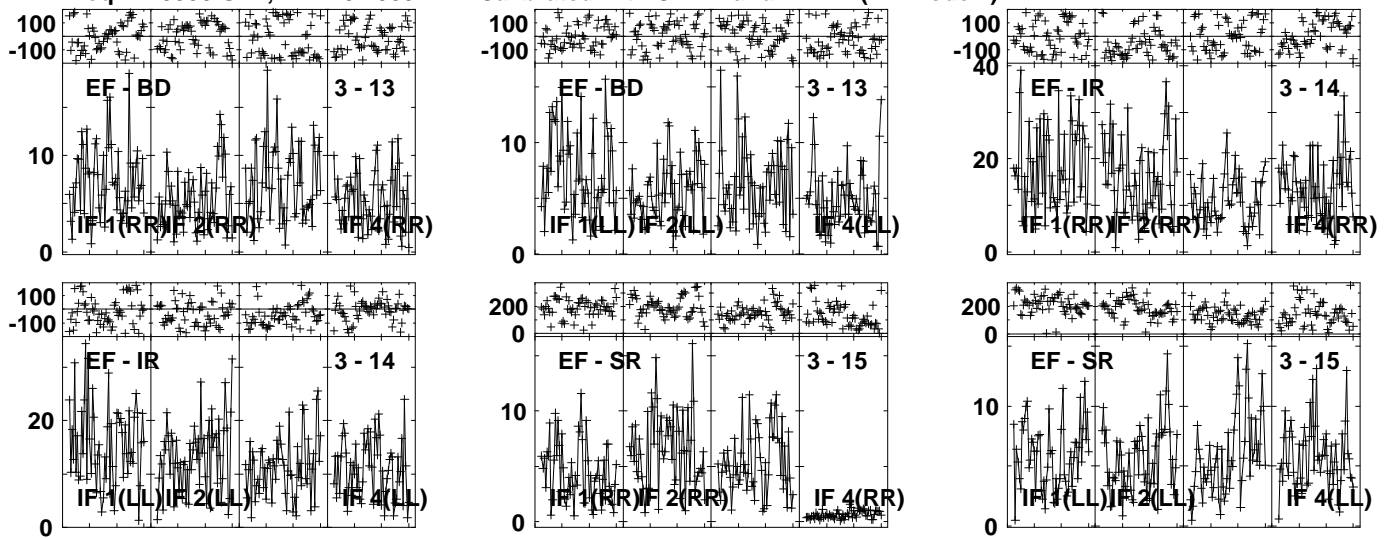 100 100 100
-100 -100 -100
40
EF - BD 3 - 13 EF - BD 3 - 13 EF - IR 3 - 14
10 10 20
IF 1(RR) IF 2(RR) IF 4(RR) IF 1(LL) IF 2(LL) IF 4(LL) IF 1(RR) IF 2(RR) IF 4(RR)
0 0 0
100 200 200
-100 0 0
EF - IR 3 - 14 EF - SR 3 - 15 EF - SR 3 - 15
20 10 10
IF 1(LL) IF 2(LL) IF 4(LL) IF 1(RR) IF 2(RR) IF 4(RR) IF 1(LL) IF 2(LL) IF 4(LL)
0 0 0